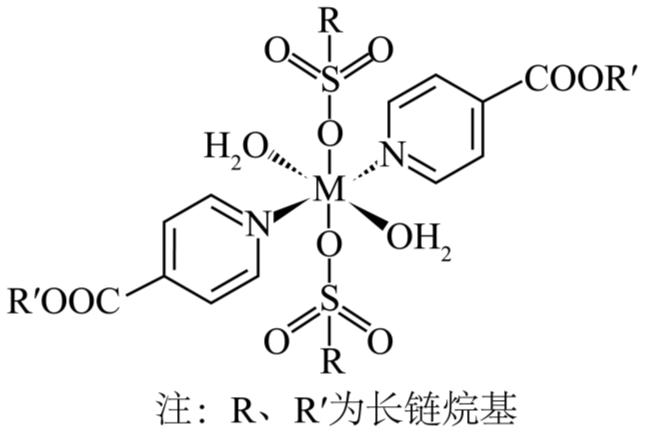 R
O S O
COOR′
O
H₂O N
M
N OH₂
O
R′OOC S
O O
R
注：R、R′为长链烷基